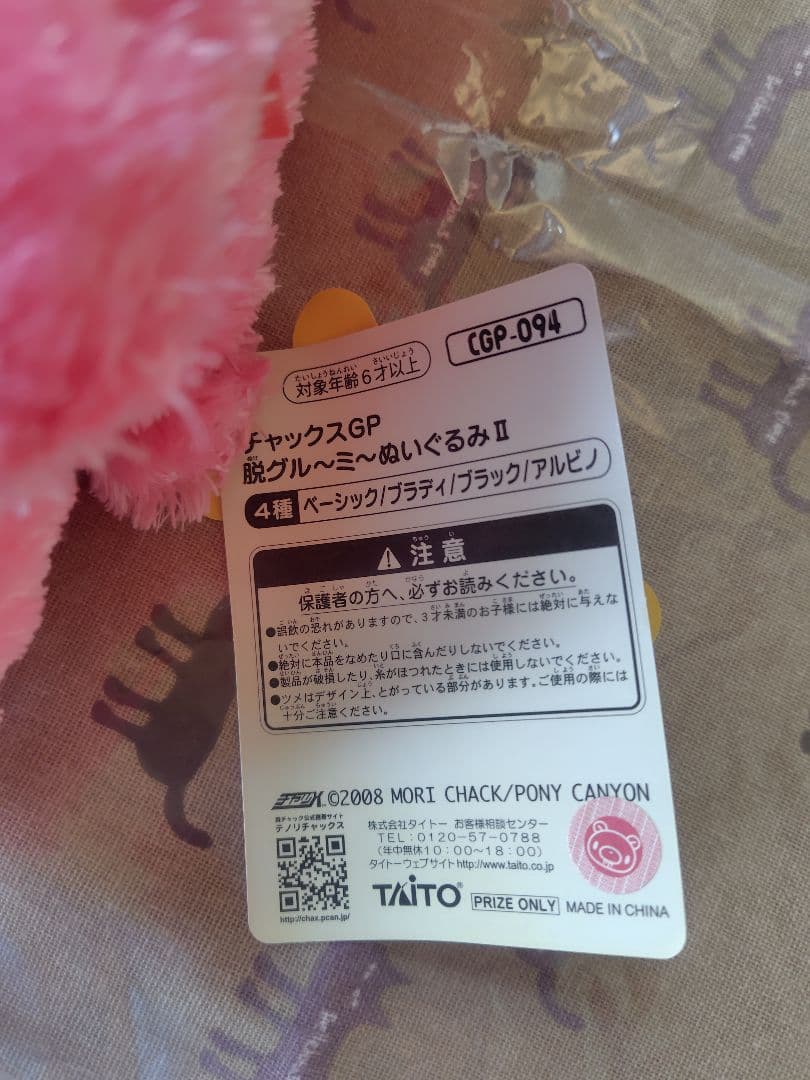 対象年齢6才以上
CGP-094
チャックスGP
脱グル〜ミ〜ぬいぐるみⅡ
4種 ベーシック/ブラディ/ブラック/アルビノ
注意
保護者の方へ、必ずお読みください。
●誤飲の恐れがありますので、3才未満のお子様には絶対に与えな
いでください。
●絶対に本品をなめたり口に含んだりしないでください。
●製品が破損したり、糸がほつれたときには使用しないでください。
●ツメはデザイン上、とがっている部分があります。ご使用の際には
十分ご注意ください。
©2008 MORI CHACK/PONY CANYON
テノリチャックス
http://chax.pcan.jp/
株式会社タイトー お客様相談センター
TEL:0120-57-0788
(年中無休10:00〜18:00)
タイトーウェブサイト http://www.taito.co.jp
TAITO® PRIZE ONLY MADE IN CHINA